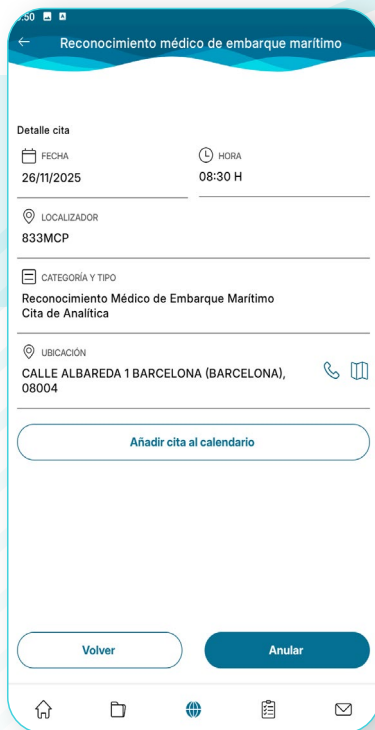 :50
Reconocimiento médico de embarque marítimo
Detalle cita
FECHA
HORA
26/11/2025
08:30 H
LOCALIZADOR
833MCP
CATEGORÍA Y TIPO
Reconocimiento Médico de Embarque Marítimo
Cita de Analítica
UBICACIÓN
CALLE ALBAREDA 1 BARCELONA (BARCELONA),
08004
Añadir cita al calendario
Volver
Anular